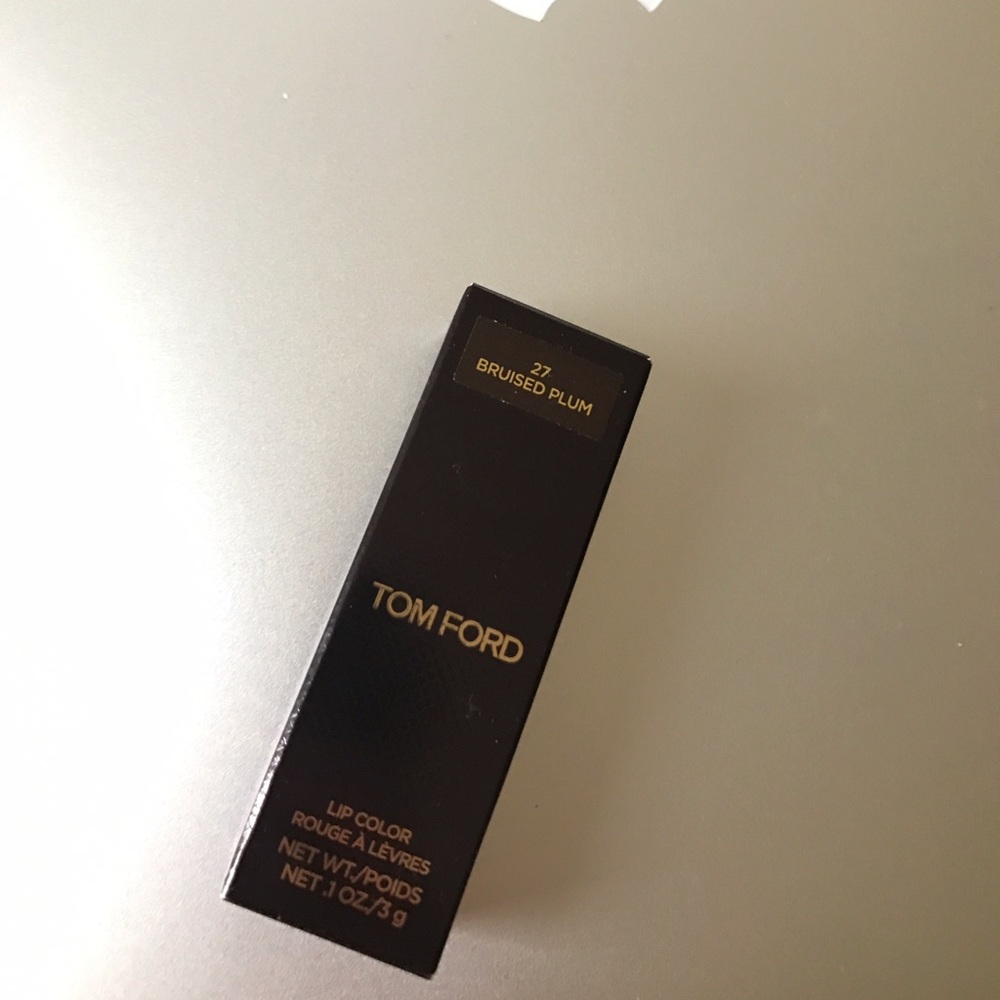 27
BRUISED PLUM
TOM FORD
LIP COLOR
ROUGE À LÈVRES
NET WT./POIDS
NET .1 OZ./3 g